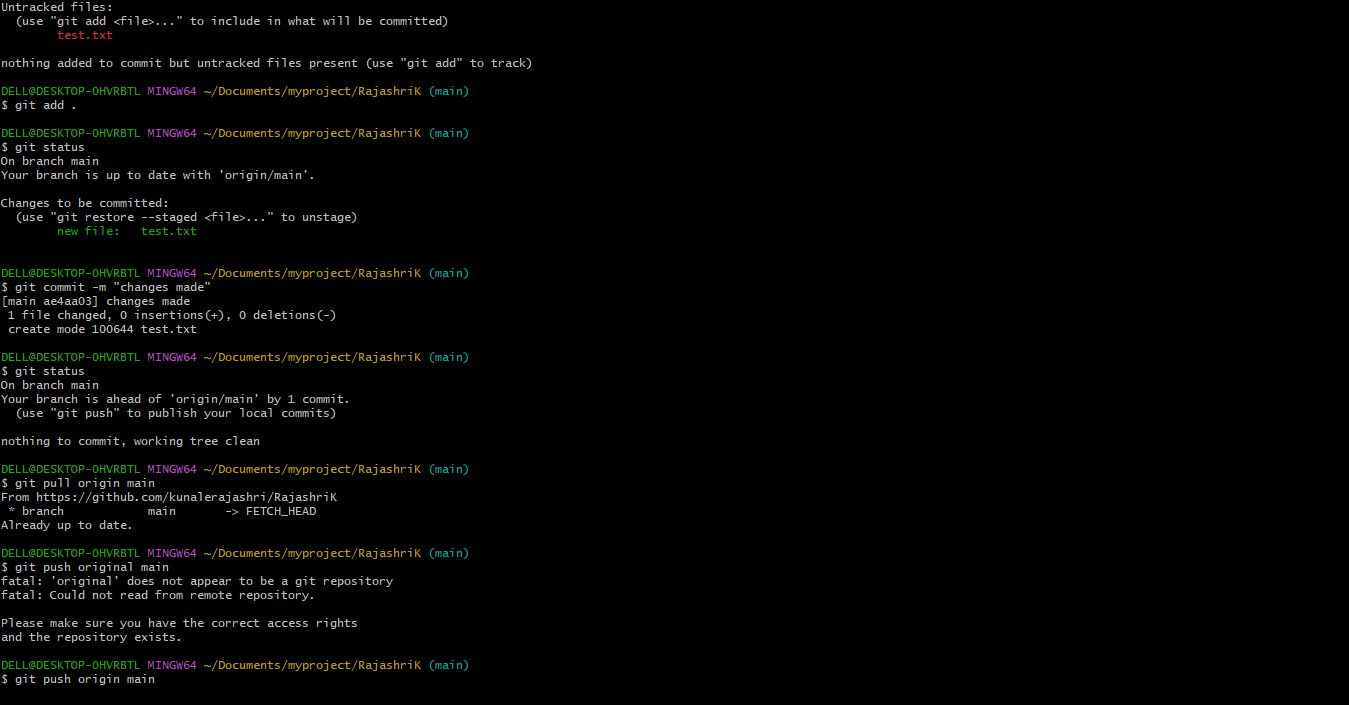 Untracked files:
  (use "git add <file>..." to include in what will be committed)
        test.txt

nothing added to commit but untracked files present (use "git add" to track)

DELL@DESKTOP-OHVRBTL MINGW64 ~/Documents/myproject/RajashriK (main)
$ git add .

DELL@DESKTOP-OHVRBTL MINGW64 ~/Documents/myproject/RajashriK (main)
$ git status
On branch main
Your branch is up to date with 'origin/main'.

Changes to be committed:
  (use "git restore --staged <file>..." to unstage)
        new file:   test.txt


DELL@DESKTOP-OHVRBTL MINGW64 ~/Documents/myproject/RajashriK (main)
$ git commit -m "changes made"
[main ae4aa03] changes made
 1 file changed, 0 insertions(+), 0 deletions(-)
 create mode 100644 test.txt

DELL@DESKTOP-OHVRBTL MINGW64 ~/Documents/myproject/RajashriK (main)
$ git status
On branch main
Your branch is ahead of 'origin/main' by 1 commit.
  (use "git push" to publish your local commits)

nothing to commit, working tree clean

DELL@DESKTOP-OHVRBTL MINGW64 ~/Documents/myproject/RajashriK (main)
$ git pull origin main
From https://github.com/kunalerajashri/RajashriK
 * branch            main       -> FETCH_HEAD
Already up to date.

DELL@DESKTOP-OHVRBTL MINGW64 ~/Documents/myproject/RajashriK (main)
$ git push original main
fatal: 'original' does not appear to be a git repository
fatal: Could not read from remote repository.

Please make sure you have the correct access rights
and the repository exists.

DELL@DESKTOP-OHVRBTL MINGW64 ~/Documents/myproject/RajashriK (main)
$ git push origin main